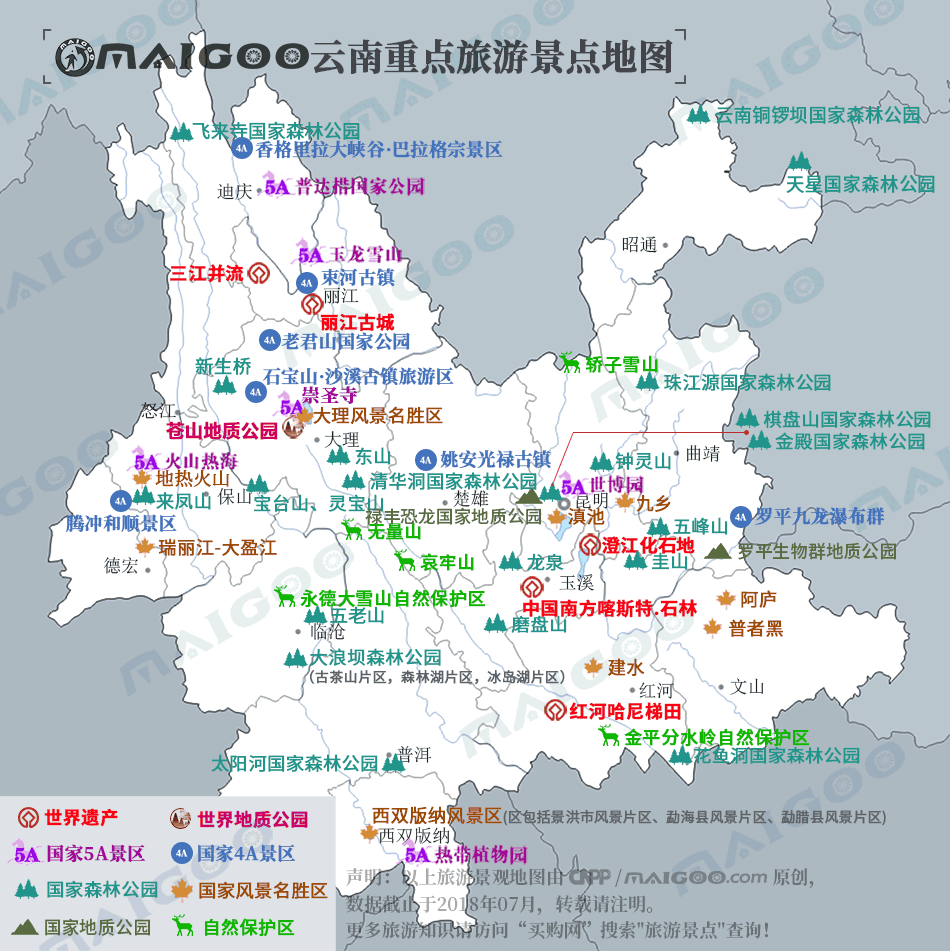 MAIGOO云南重点旅游景点地图
飞来寺国家森林公园
4A 香格里拉大峡谷·巴拉格宗景区
迪庆
5A 普达措国家公园
云南铜锣坝国家森林公园
天星国家森林公园
昭通
5A 玉龙雪山
三江并流
4A 束河古镇
丽江
丽江古城
4A 老君山国家公园
新生桥
4A 石宝山·沙溪古镇旅游区
轿子雪山
珠江源国家森林公园
5A 崇圣寺
怒江
大理风景名胜区
苍山地质公园
大理
棋盘山国家森林公园
金殿国家森林公园
曲靖
东山
4A 姚安光禄古镇
钟灵山
5A 火山热海
地热火山
清华洞国家森林公园
5A 世博园
4A 来凤山
保山
宝台山、灵宝山
楚雄
昆明
九乡
腾冲和顺景区
禄丰恐龙国家地质公园
滇池
五峰山
4A 罗平九龙瀑布群
无量山
瑞丽江-大盈江
澄江化石地
罗平生物群地质公园
德宏
哀牢山
龙泉
圭山
玉溪
永德大雪山自然保护区
中国南方喀斯特.石林
阿庐
五老山
临沧
磨盘山
普者黑
大浪坝森林公园
(古茶山片区，森林湖片区，冰岛湖片区)
建水
红河
文山
红河哈尼梯田
金平分水岭自然保护区
花鱼洞国家森林公园
普洱
太阳河国家森林公园
西双版纳风景区(区包括景洪市风景片区、勐海县风景片区、勐腊县风景片区)
西双版纳
5A 热带植物园
世界遗产
世界地质公园
5A 国家5A景区
4A 国家4A景区
国家森林公园
国家风景名胜区
国家地质公园
自然保护区
声明：以上旅游景观地图由CNPP/MAIGOO.com 原创，
数据截止于2018年07月，转载请注明。
更多旅游知识请访问“买购网”搜索"旅游景点"查询！